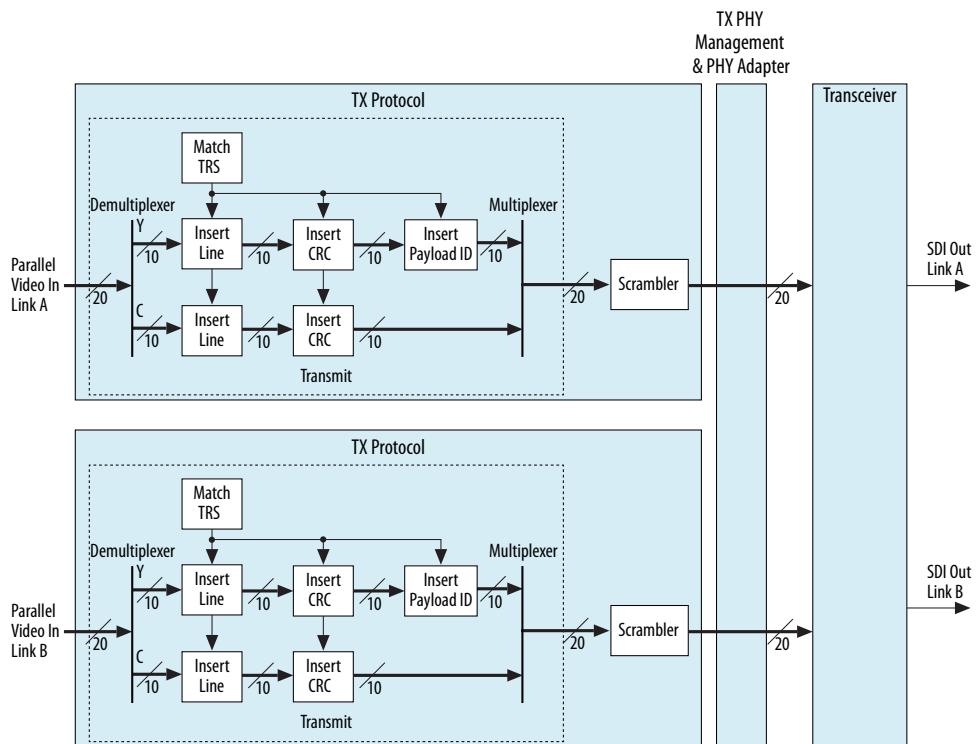 TX PHY
Management
& PHY Adapter
TX Protocol
Transceiver
Match
TRS
Demultiplexer
Multiplexer
Y
Insert
Line
Insert
CRC
Insert
Payload ID
10
10
10
10
Parallel
Video In
Link A
20
20
Scrambler
20
SDI Out
Link A
C
Insert
Line
Insert
CRC
10
10
10
Transmit
TX Protocol
Match
TRS
Demultiplexer
Multiplexer
Y
Insert
Line
Insert
CRC
Insert
Payload ID
10
10
10
10
Parallel
Video In
Link B
20
20
Scrambler
20
SDI Out
Link B
C
Insert
Line
Insert
CRC
10
10
10
Transmit